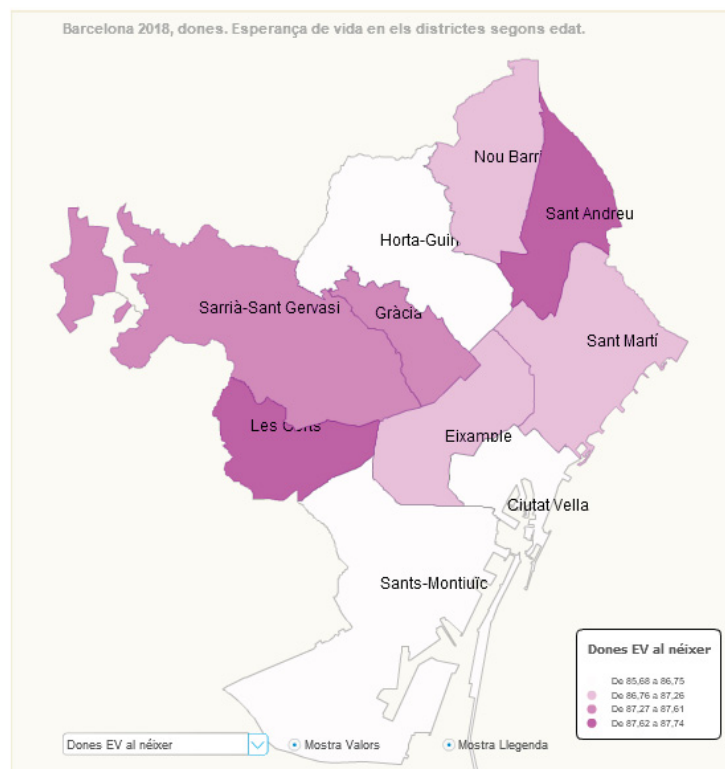 Barcelona 2018, dones. Esperança de vida en els districtes segons edat.
Nou Barri
Sant Andreu
Horta-Guin
Sarrià-Sant Gervasi
Gràcia
Sant Martí
Les Corts
Eixample
Ciutat Vella
Sants-Montjuïc
Dones EV al néixer
De 85,68 a 86,75
De 86,76 a 87,26
De 87,27 a 87,61
De 87,62 a 87,74
Dones EV al néixer
Mostra Valors
Mostra Llegenda